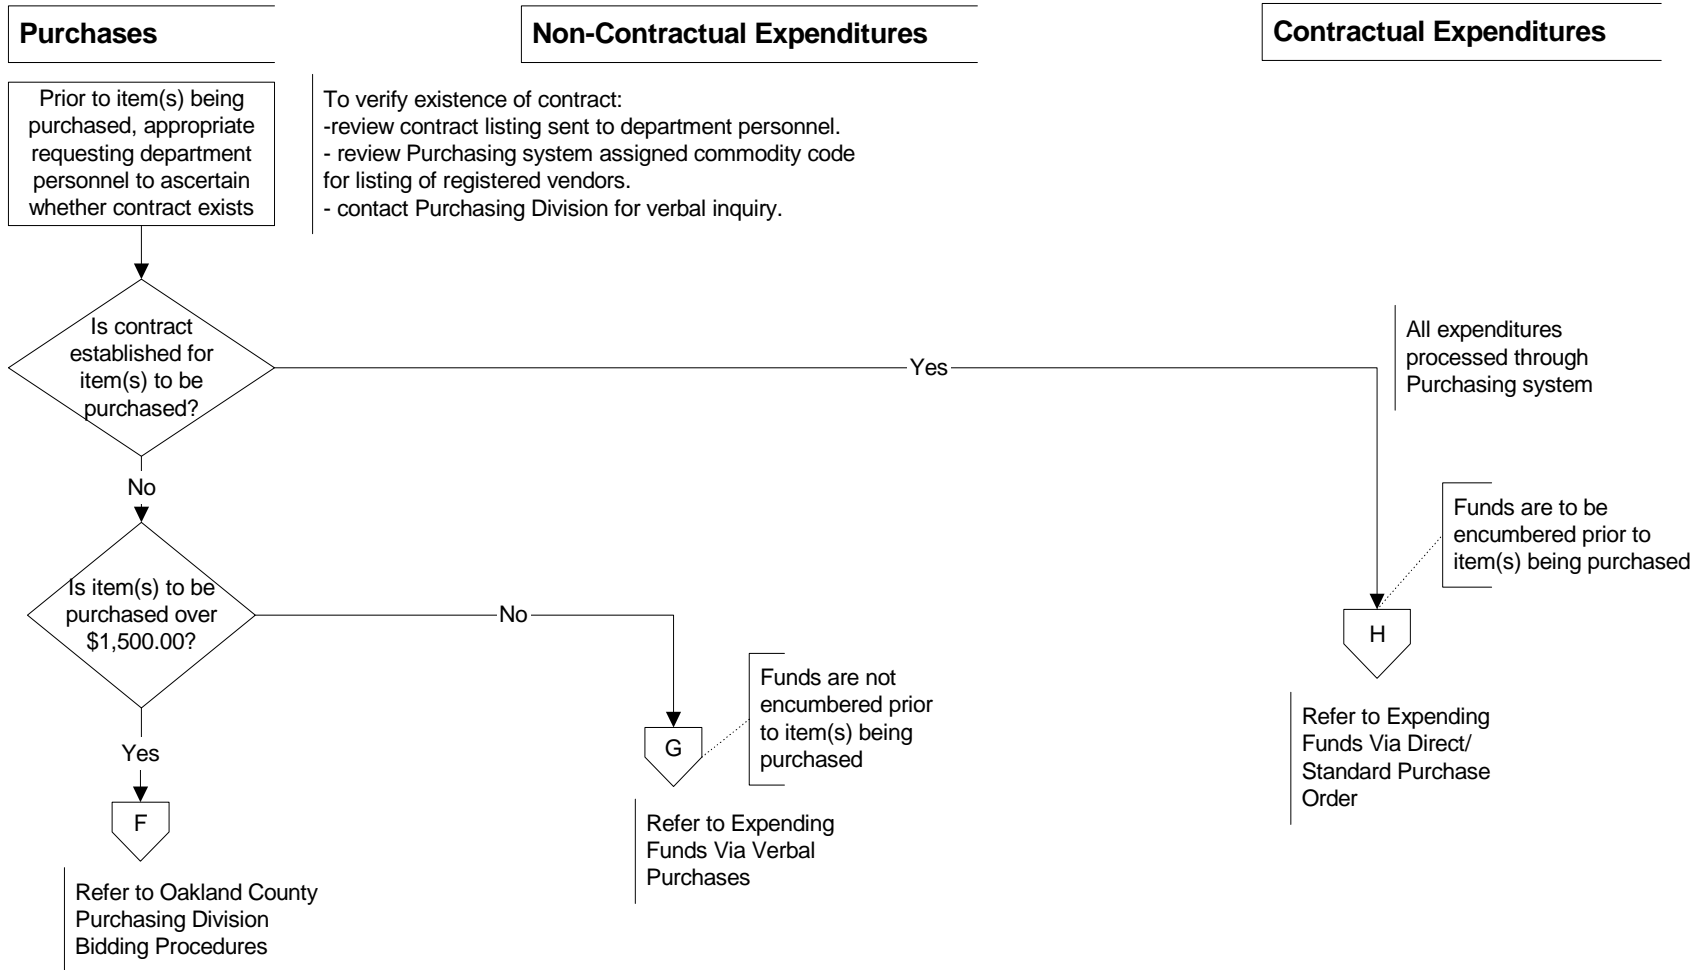 Purchases
Non-Contractual Expenditures
Contractual Expenditures
Prior to item(s) being
purchased, appropriate
requesting department
personnel to ascertain
whether contract exists
To verify existence of contract:
-review contract listing sent to department personnel.
- review Purchasing system assigned commodity code
for listing of registered vendors.
- contact Purchasing Division for verbal inquiry.
Is contract
established for
item(s) to be
purchased?
Yes
All expenditures
processed through
Purchasing system
No
Funds are to be
encumbered prior to
item(s) being purchased
Is item(s) to be
purchased over
$1,500.00?
No
H
Funds are not
encumbered prior
to item(s) being
purchased
Refer to Expending
Funds Via Direct/
Standard Purchase
Order
Yes
G
F
Refer to Expending
Funds Via Verbal
Purchases
Refer to Oakland County
Purchasing Division
Bidding Procedures